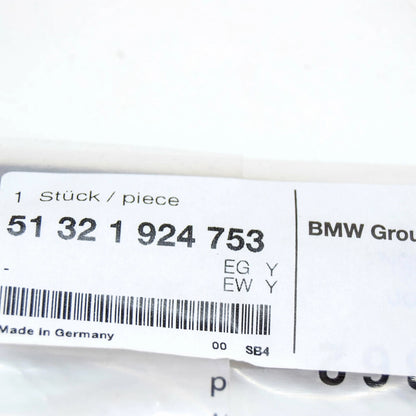 1 Stück / piece
51 32 1 924 753
BMW Grou
- EG Y
EW Y
Made in Germany 00 SB4
p